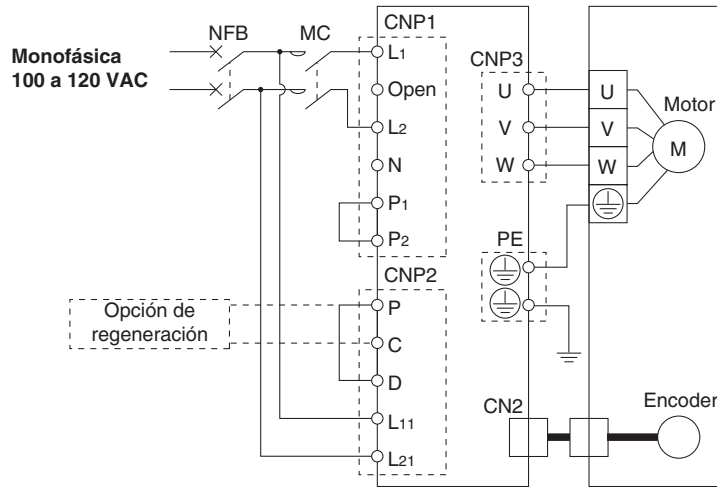 Monofásica
100 a 120 VAC
NFB
MC
CNP1
L1
Open
L2
N
P1
P2
CNP2
Opción de
regeneración
P
C
D
L11
L21
CNP3
U
V
W
PE
CN2
U
V
W
Motor
M
Encoder